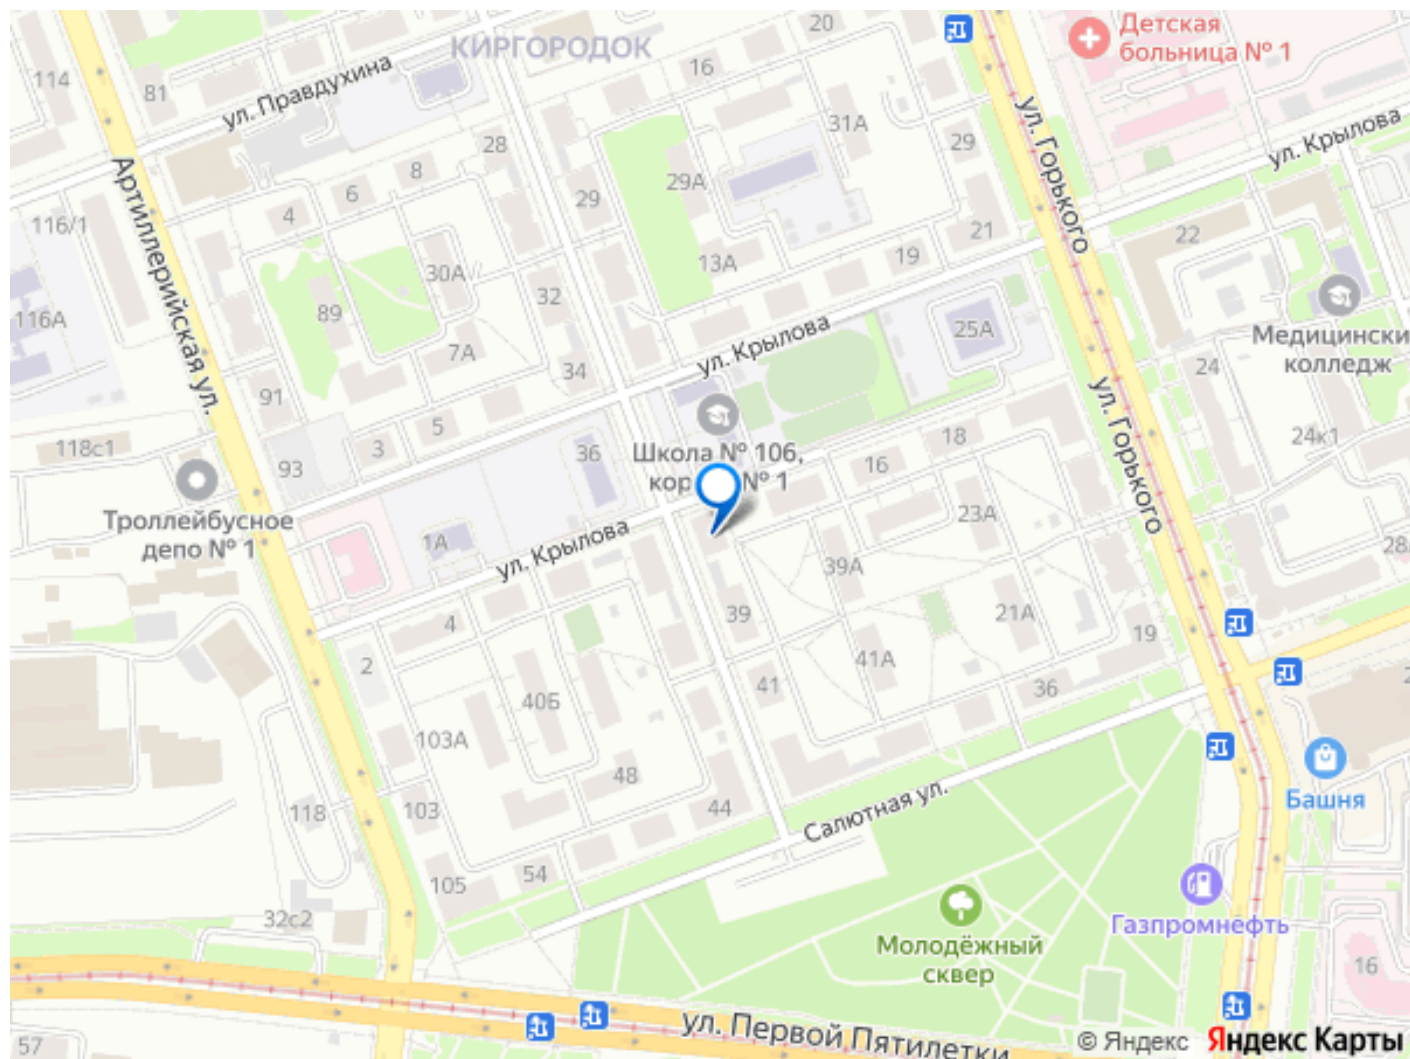 20
Детская
больница № 1
КИРГОРОДОК
114
81
ул. Правдухина
16
ул. Горького
31А
29
ул. Крылова
28
8
6
4
29
29А
Артиллерийская ул.
116/1
30А
13А
19
21
22
32
89
116А
7А
ул. Крылова
25А
Медицински
колледж
34
91
24
ул. Горького
118с1
3
5
93
36
Школа № 106,
кор
№ 1
16
18
24к1
Троллейбусное
депо № 1
1А
ул. Крылова
23А
39А
28
4
39
21А
19
2
41А
41
36
40Б
103А
48
44
118
103
Салютная ул.
Башня
54
105
32с2
Молодёжный
сквер
Газпромнефть
16
57
ул. Первой Пятилетки
© Яндекс Яндекс Карты